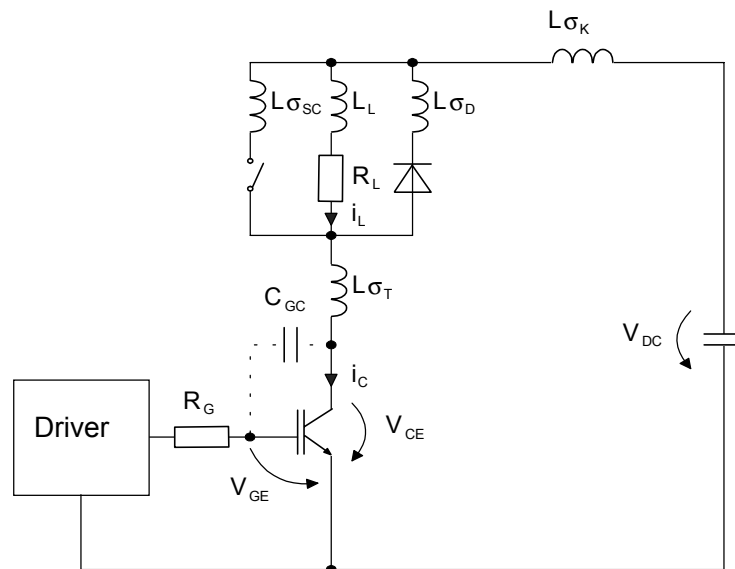 Lσ_K
Lσ_SC
L_L
Lσ_D
R_L
i_L
Lσ_T
C_GC
V_DC
i_C
R_G
Driver
V_CE
V_GE